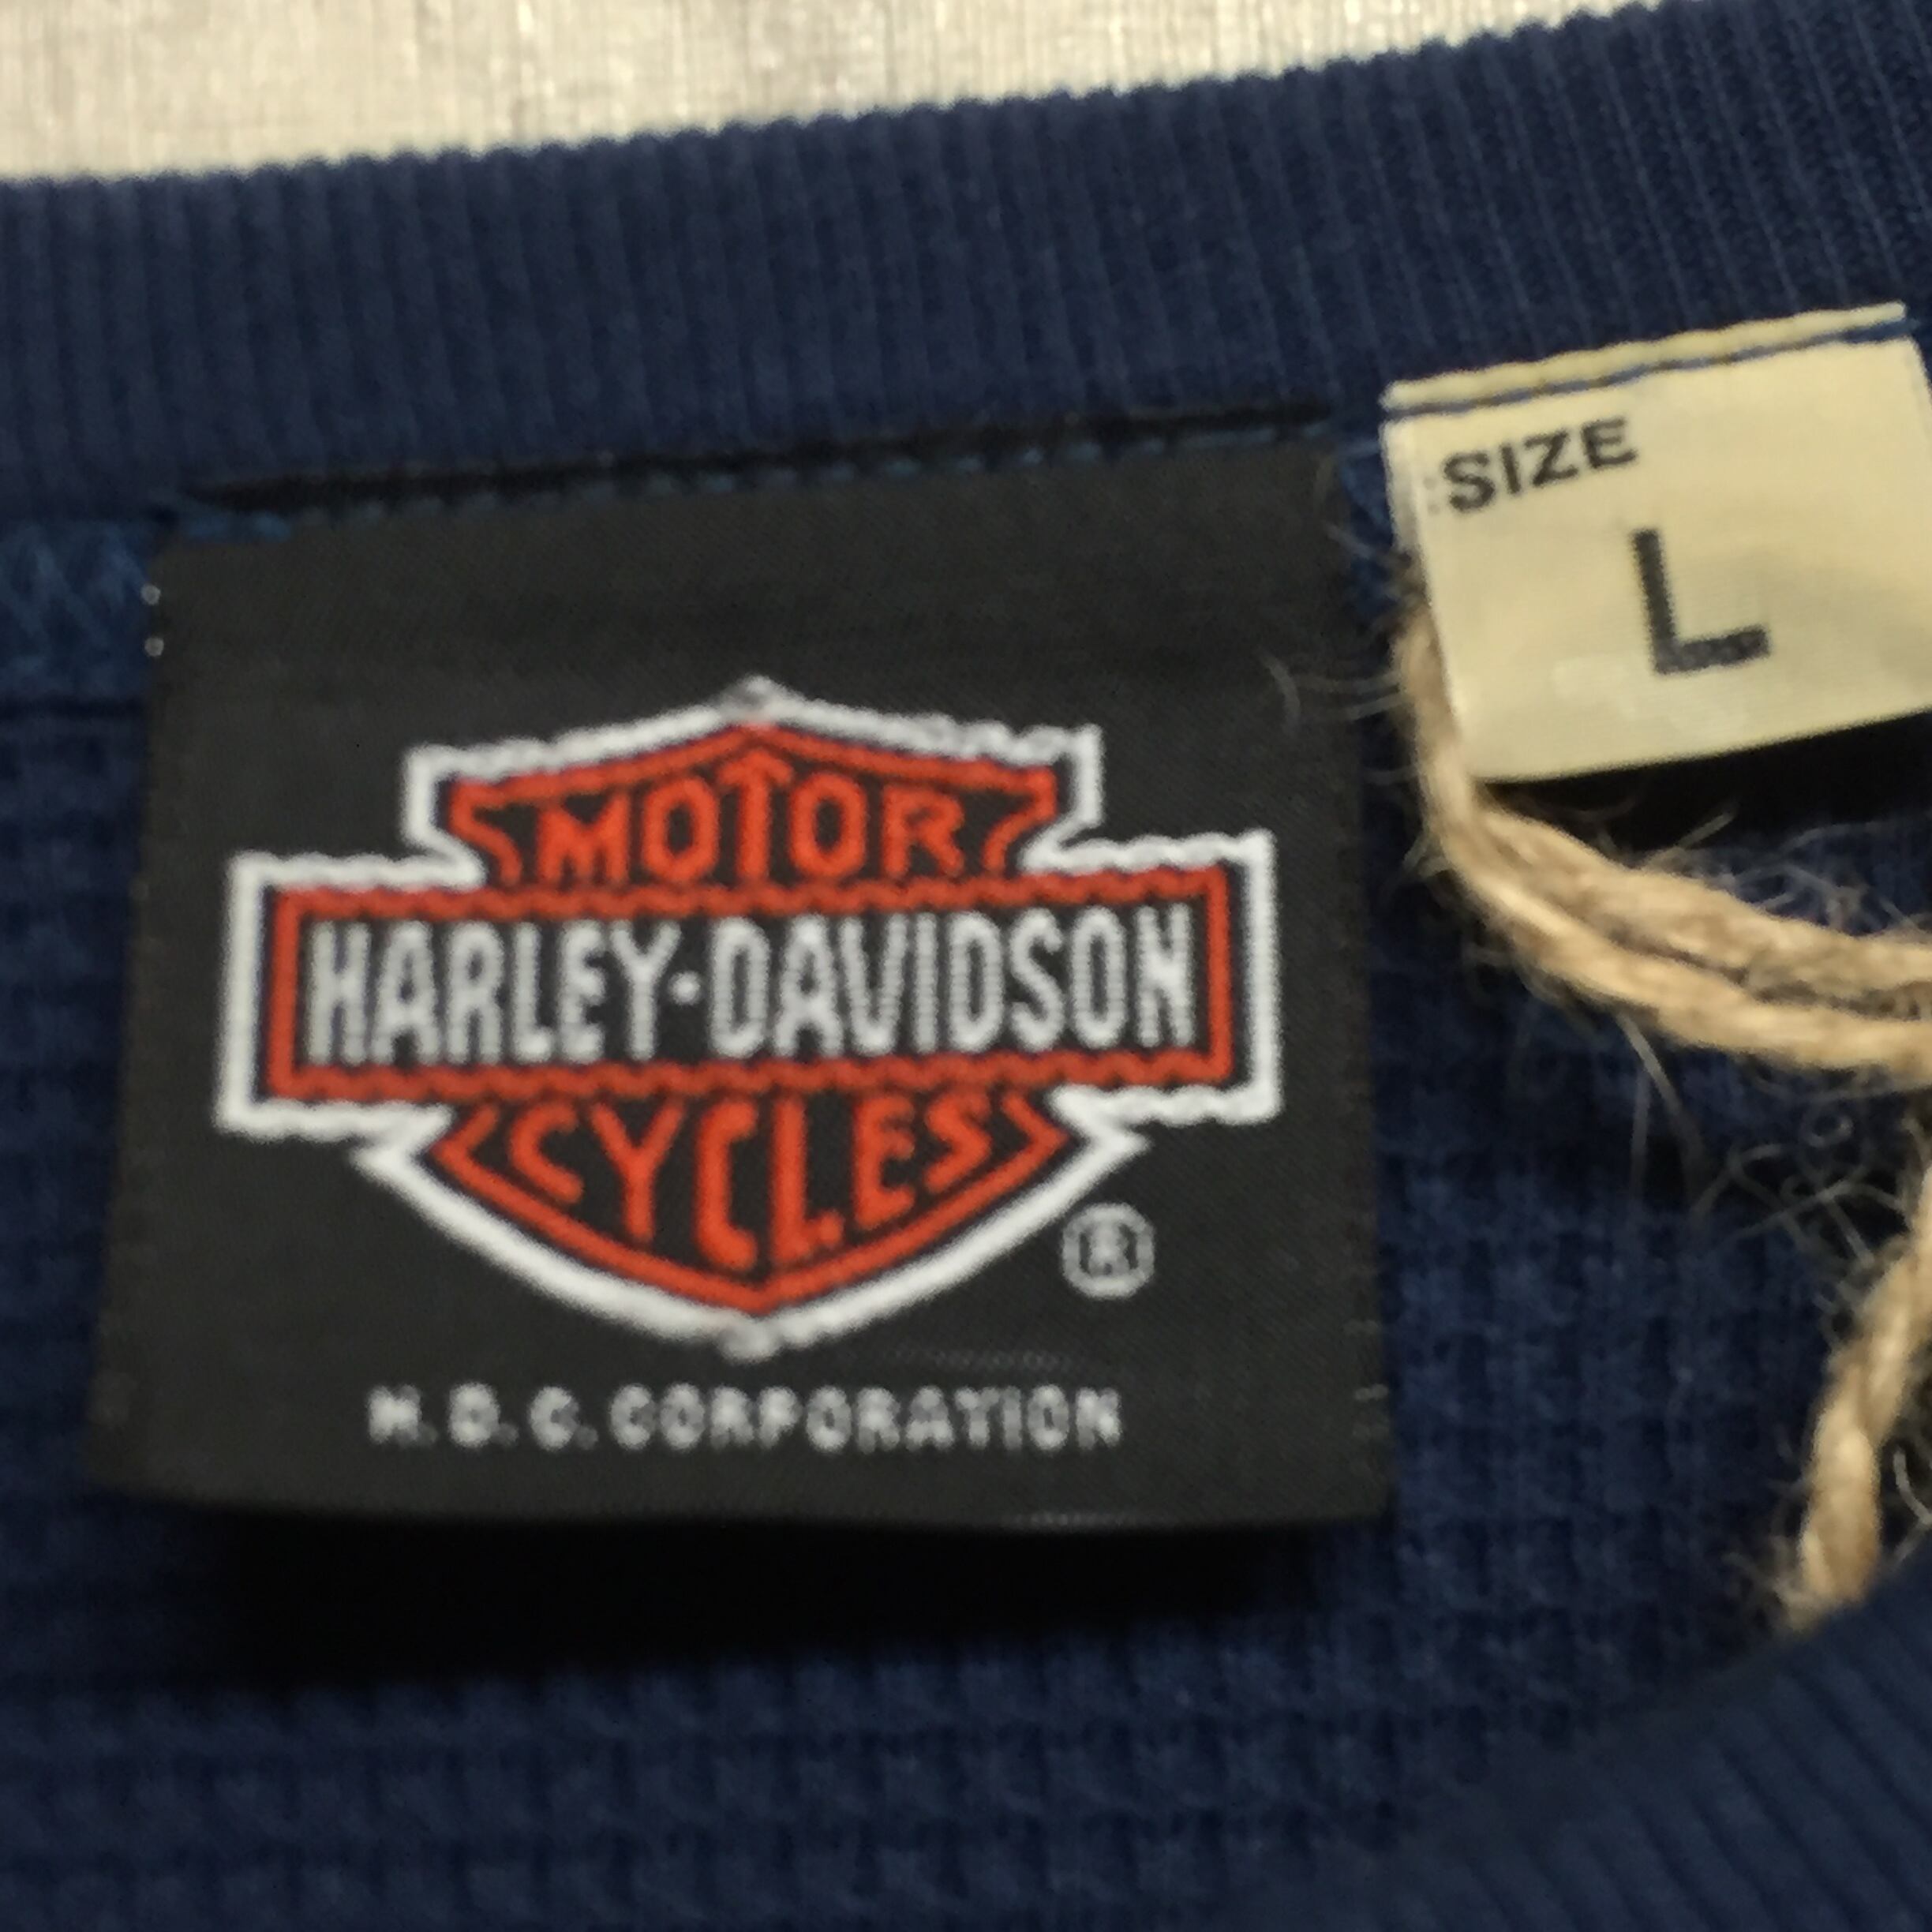 MOTOR
HARLEY-DAVIDSON
CYCLES
®
H.D.C. CORPORATION
SIZE
L